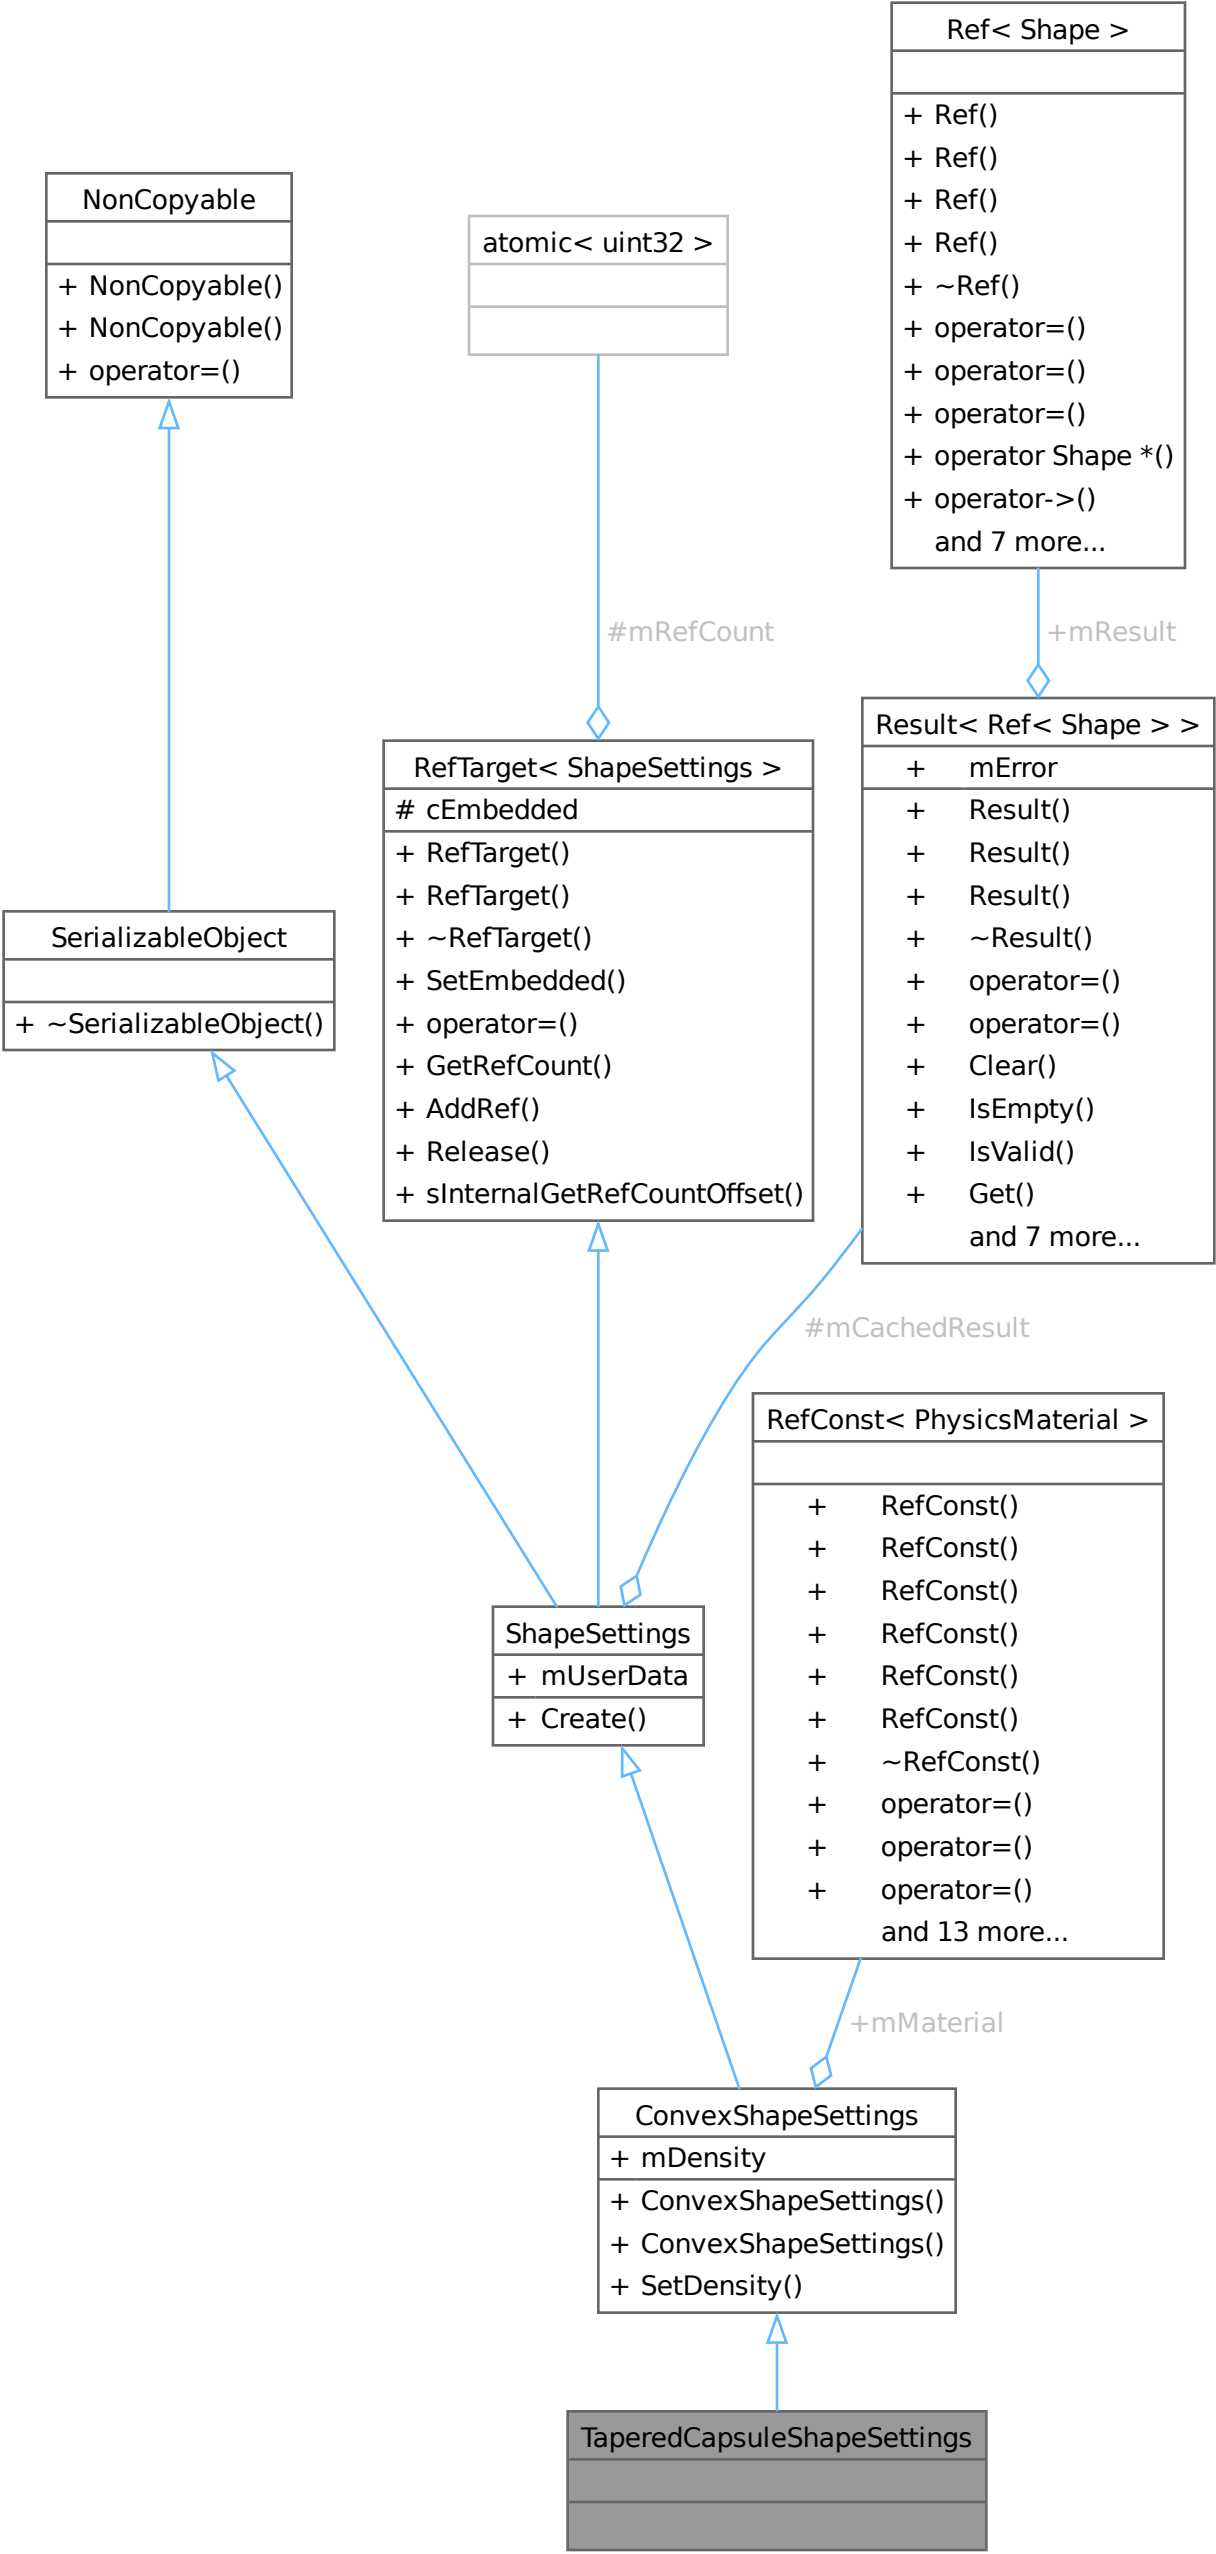 Ref< Shape >
+ Ref()
+ Ref()
+ Ref()
+ Ref()
+ ~Ref()
+ operator=()
+ operator=()
+ operator=()
+ operator Shape *()
+ operator->()
and 7 more...
NonCopyable
+ NonCopyable()
+ NonCopyable()
+ operator=()
atomic< uint32 >
#mRefCount
+mResult
Result< Ref< Shape > >
+ mError
+ Result()
+ Result()
+ Result()
+ ~Result()
+ operator=()
+ operator=()
+ Clear()
+ IsEmpty()
+ IsValid()
+ Get()
and 7 more...
RefTarget< ShapeSettings >
# cEmbedded
+ RefTarget()
+ RefTarget()
+ ~RefTarget()
+ SetEmbedded()
+ operator=()
+ GetRefCount()
+ AddRef()
+ Release()
+ sInternalGetRefCountOffset()
SerializableObject
+ ~SerializableObject()
#mCachedResult
RefConst< PhysicsMaterial >
+ RefConst()
+ RefConst()
+ RefConst()
+ RefConst()
+ RefConst()
+ RefConst()
+ ~RefConst()
+ operator=()
+ operator=()
+ operator=()
and 13 more...
ShapeSettings
+ mUserData
+ Create()
+mMaterial
ConvexShapeSettings
+ mDensity
+ ConvexShapeSettings()
+ ConvexShapeSettings()
+ SetDensity()
TaperedCapsuleShapeSettings